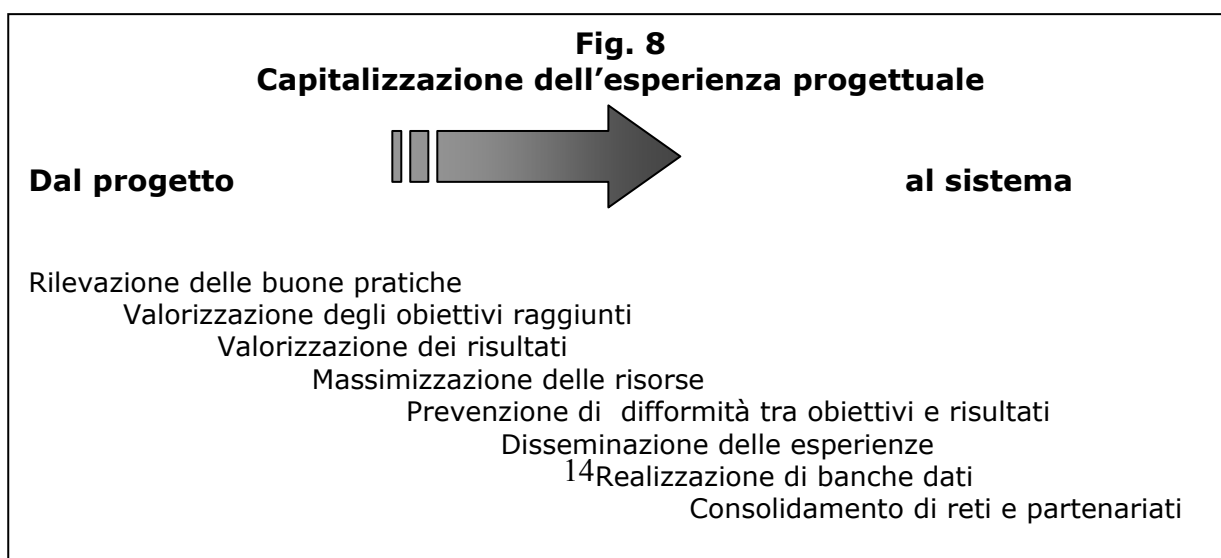 Fig. 8
Capitalizzazione dell’esperienza progettuale
Dal progetto al sistema
Rilevazione delle buone pratiche
Valorizzazione degli obiettivi raggiunti
Valorizzazione dei risultati
Massimizzazione delle risorse
Prevenzione di difformità tra obiettivi e risultati
Disseminazione delle esperienze
14Realizzazione di banche dati
Consolidamento di reti e partenariati